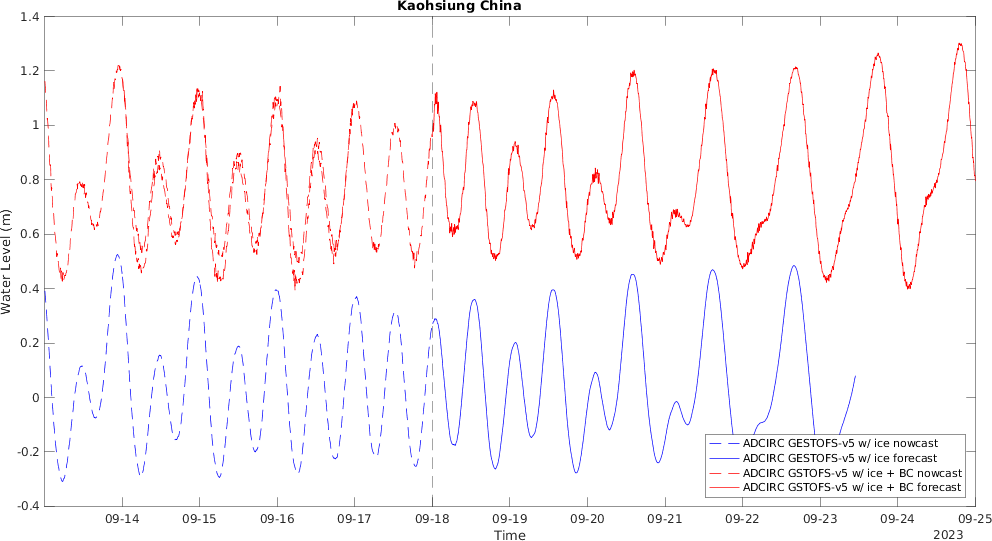 Kaohsiung China
1.4
1.2
1
0.8
0.6
0.4
0.2
0
-0.2
-0.4
Water Level (m)
09-14 09-15 09-16 09-17 09-18 09-19 09-20 09-21 09-22 09-23 09-24 09-25
Time
2023
ADCIRC GESTOFS-v5 w/ ice nowcast
ADCIRC GESTOFS-v5 w/ ice forecast
ADCIRC GSTOFS-v5 w/ ice + BC nowcast
ADCIRC GSTOFS-v5 w/ ice + BC forecast